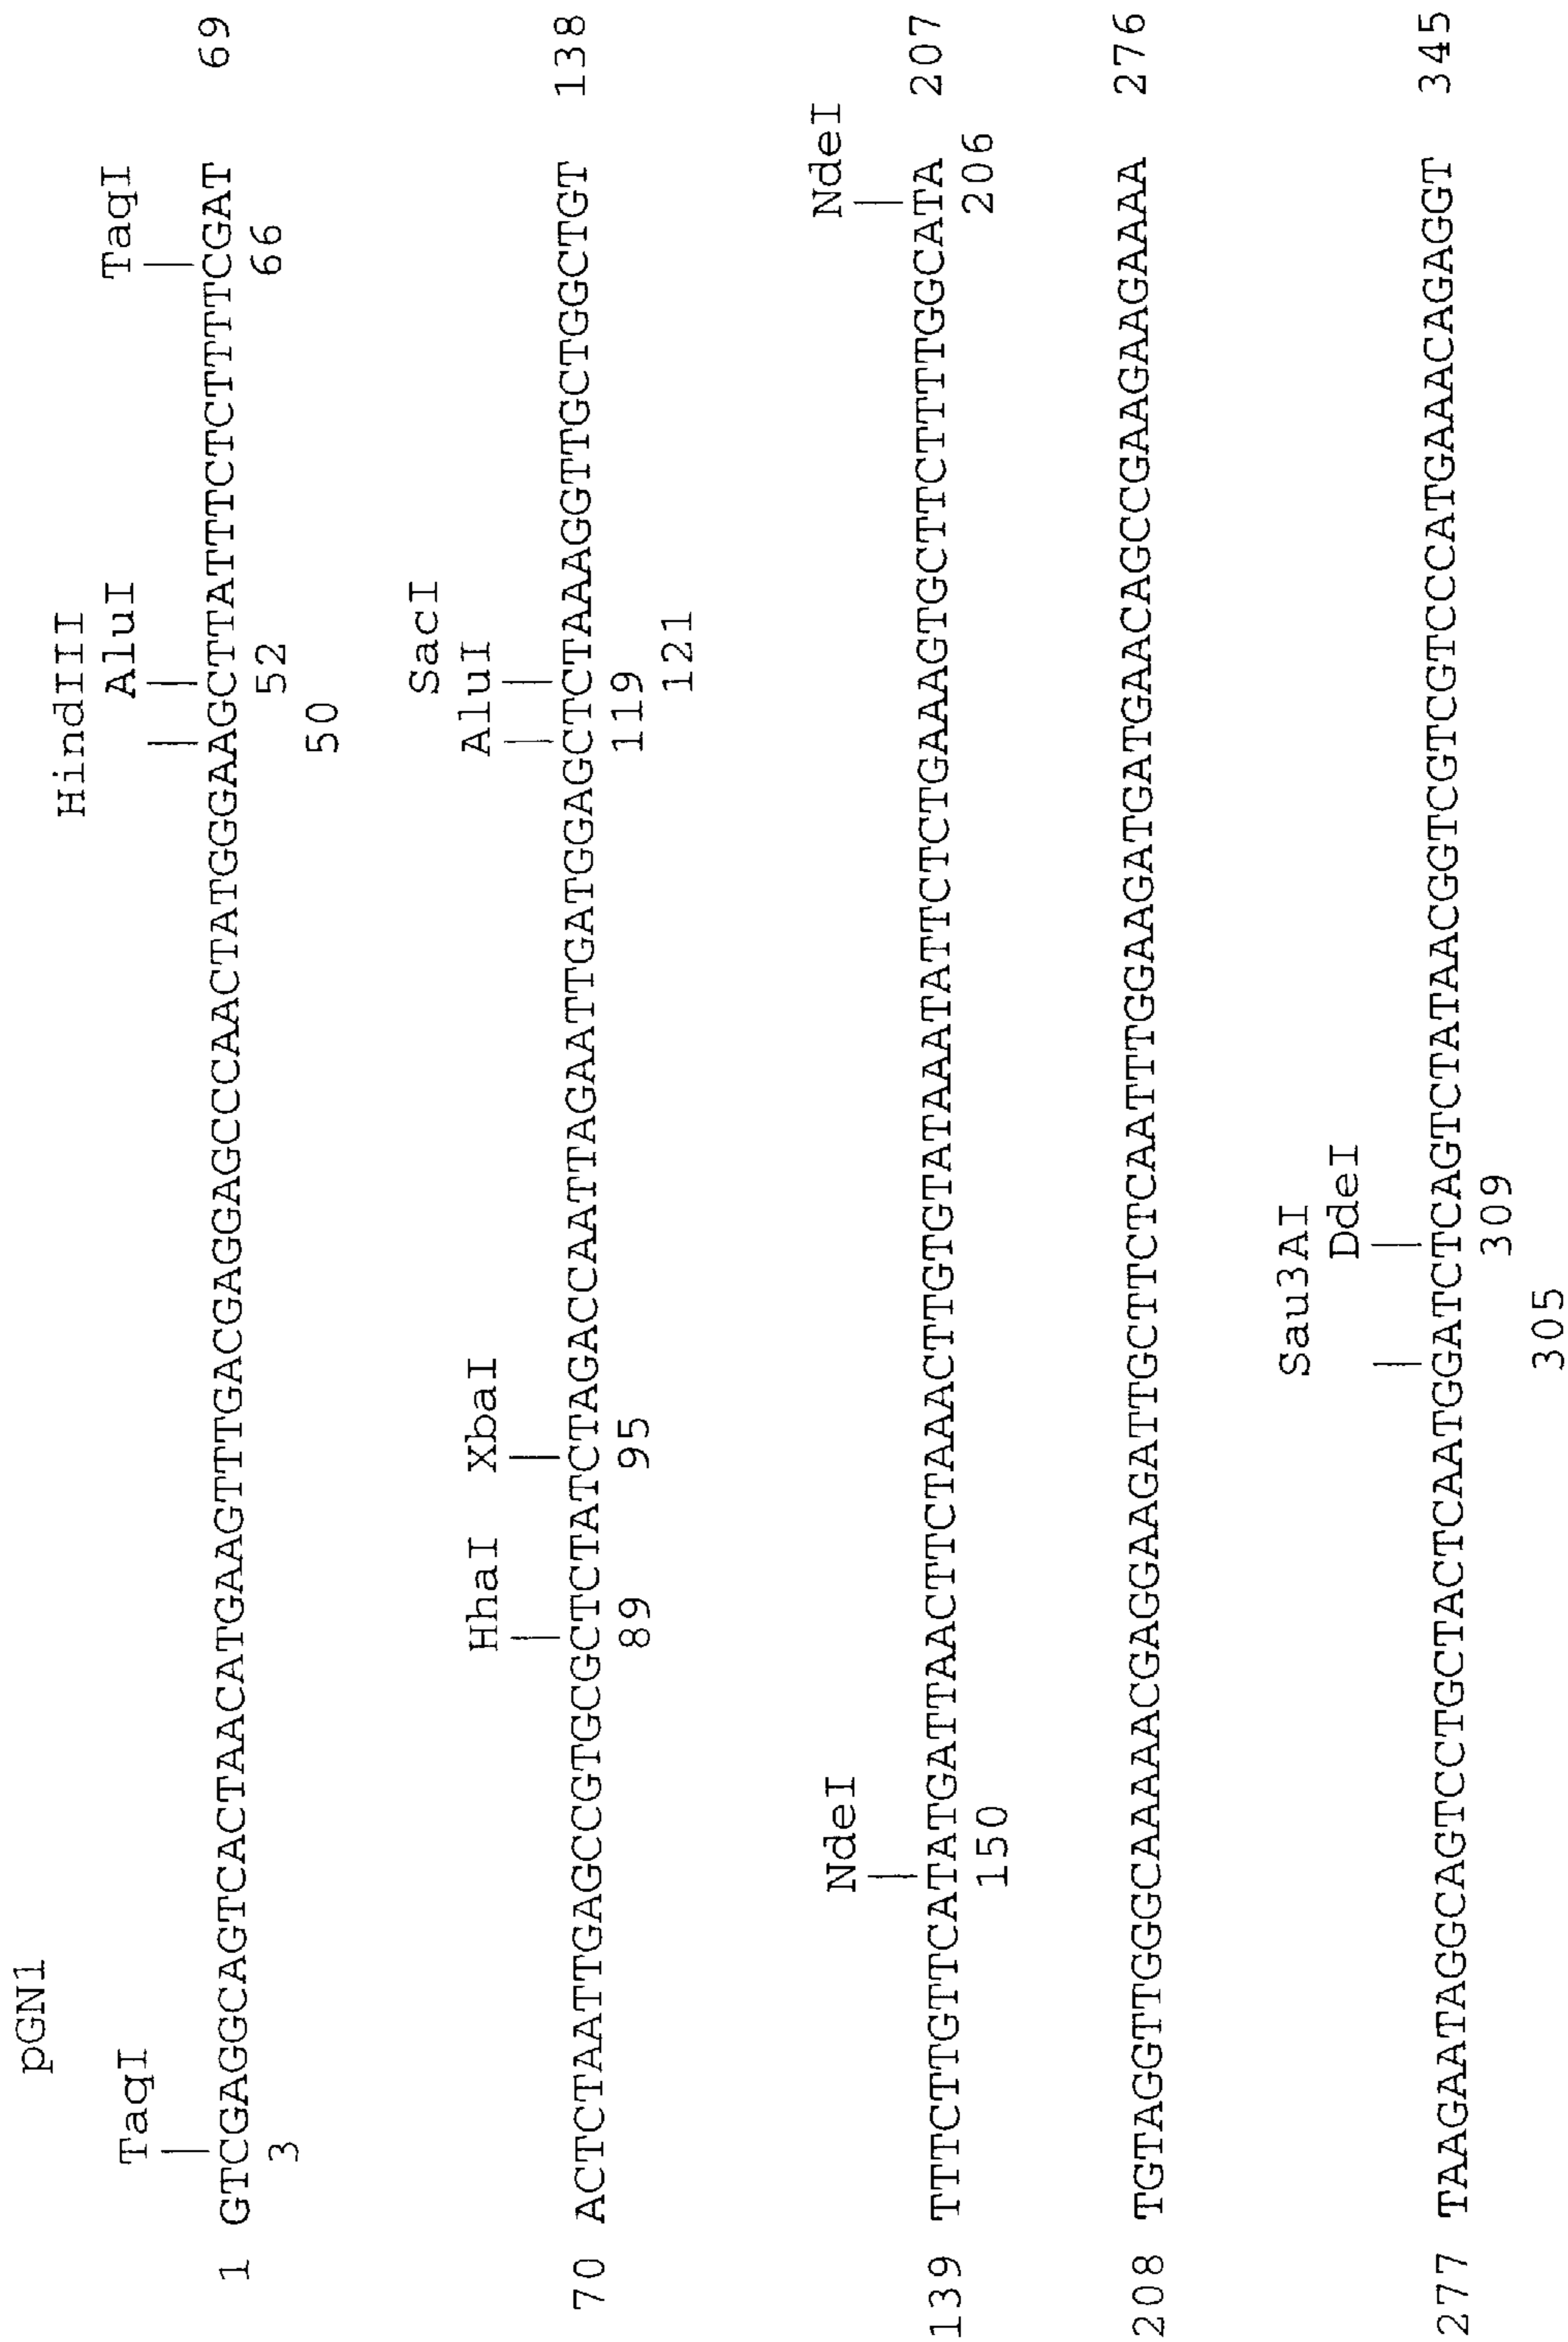 pGN1
TaqI HindIII AluI TaqI
1 GTCGAGGCAGTCACTAACATGAAGTTTGACGAGGAGCCCAACTATGGGAAGCTTATTTCTCTTTTCGAT 69
3 52 66
50
HhaI XbaI AluI SacI
70 ACTCTAATTGAGCCGTGCGCTCTATCTAGACCAATTAGAATTGATGGAGCTCTAAAGGTTGCTGGCTGT 138
89 95 119
121
NdeI NdeI
139 TTTCTTGTTCATATGATTAACTTCTAAACTTGTGTATAAATATTCTCTGAAAGTGCTTCTTTTGGCATA 207
150 206
208 TGTAGGTTGGGCAAAAACGAGGAAGATTGCTTCTCAATTTGGAAGATGATGAACAGCCGAAGAAGAAA 276
Sau3AI
DdeI
277 TAAGAATAGGCAGTCCTGCTACTCAATGGATCTCAGTCTATAACGGTCGTCGTCCCATGAAACAGAGGT 345
309
305